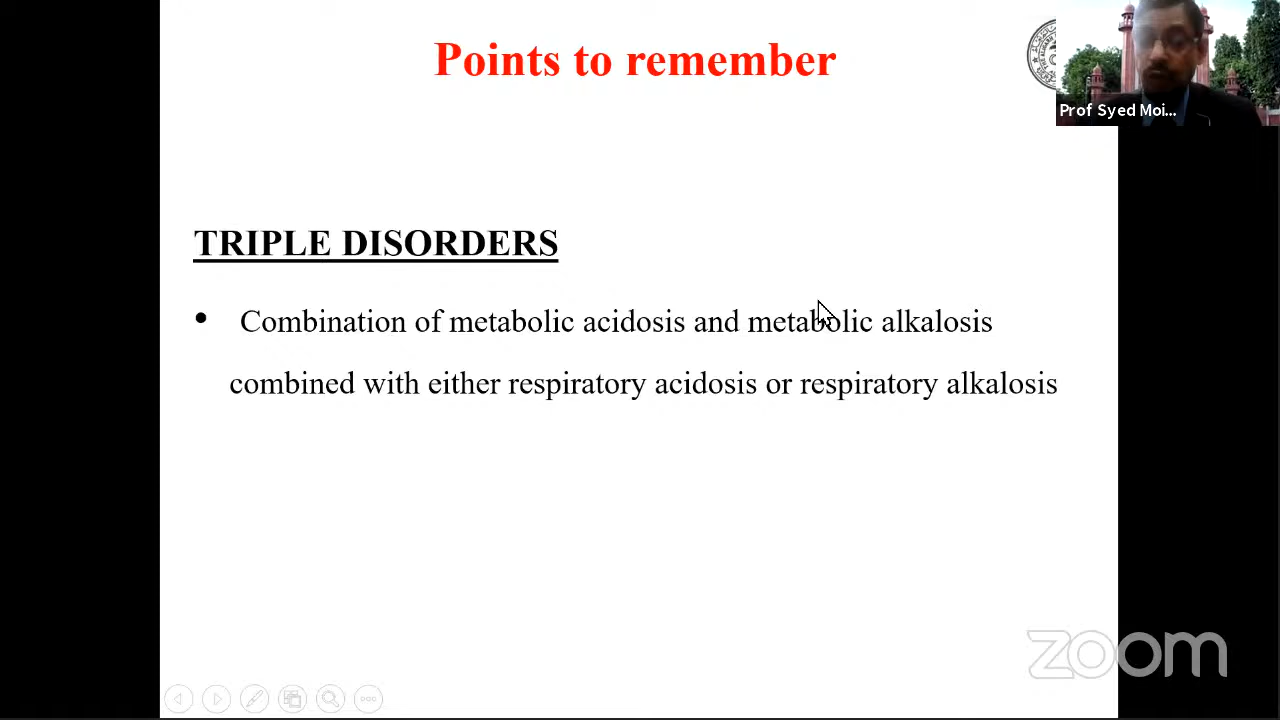 Points to remember
Prof Syed Moi...
TRIPLE DISORDERS
• Combination of metabolic acidosis and metabolic alkalosis
combined with either respiratory acidosis or respiratory alkalosis
zoom